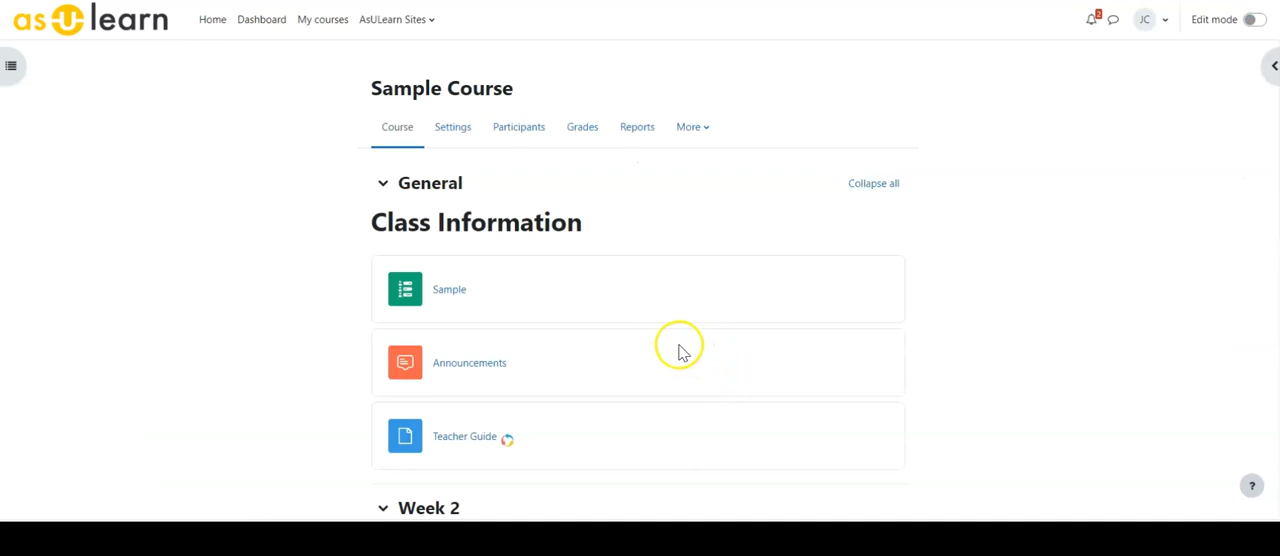 as U learn Home Dashboard My courses AsULearn Sites 2 JC Edit mode
Sample Course
Course Settings Participants Grades Reports More
General Collapse all
Class Information
Sample
Announcements
Teacher Guide
?
Week 2